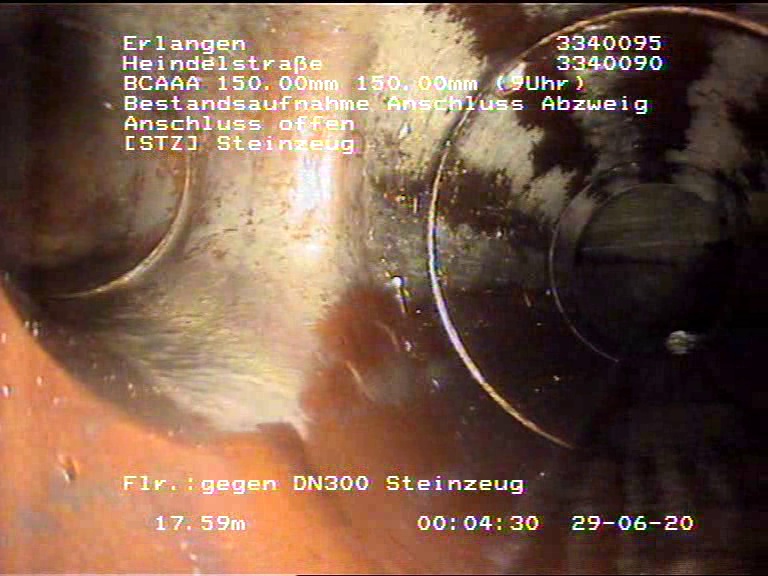 Erlangen 3340095
Heindelstraße 3340090
BCAAA 150.00mm 150.00mm (9Uhr)
Bestandsaufnahme Anschluss Abzweig
Anschluss offen
[STZ] Steinzeug
Flr.:gegen DN300 Steinzeug
17.59m 00:04:30 29-06-20